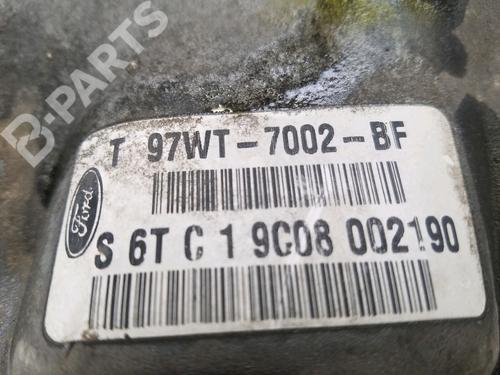 B-PARTS
T 97WT-7002-BF
Ford
S 6T C 1 9C08 002190